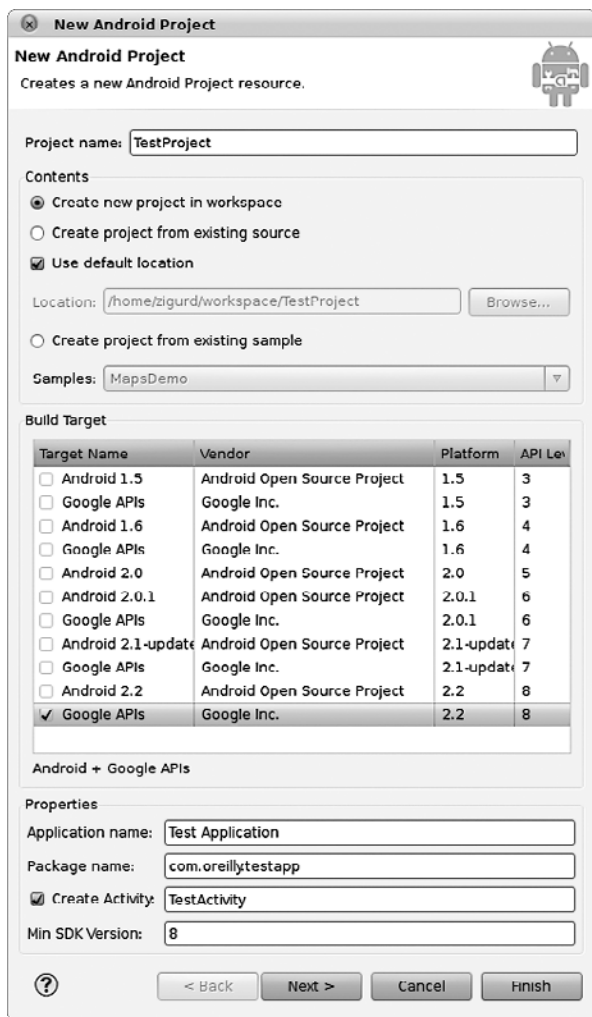 New Android Project
New Android Project
Creates a new Android Project resource.
Project name: TestProject
Contents
Create new project in workspace
Create project from existing source
Use default location
Location: /home/zigurd/workspace/TestProject Browse...
Create project from existing sample
Samples: MapsDemo
Build Target
Target Name Vendor Platform API Lev
Android 1.5 Android Open Source Project 1.5 3
Google APIs Google Inc. 1.5 3
Android 1.6 Android Open Source Project 1.6 4
Google APIs Google Inc. 1.6 4
Android 2.0 Android Open Source Project 2.0 5
Android 2.0.1 Android Open Source Project 2.0.1 6
Google APIs Google Inc. 2.0.1 6
Android 2.1-update Android Open Source Project 2.1-update 7
Google APIs Google Inc. 2.1-update 7
Android 2.2 Android Open Source Project 2.2 8
Google APIs Google Inc. 2.2 8
Android + Google APIs
Properties
Application name: Test Application
Package name: com.oreilly.testapp
Create Activity: TestActivity
Min SDK Version: 8
? < Back Next > Cancel Finish